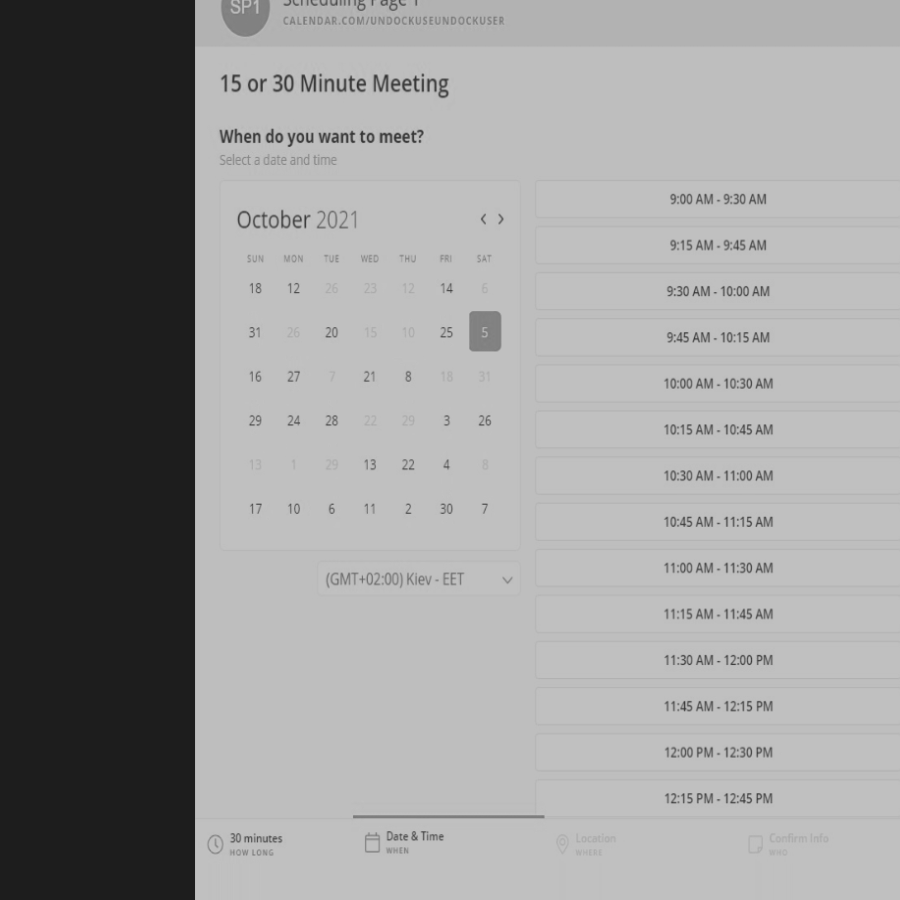 SP1
Scheduling Page 1
CALENDAR.COM/UNDOCKUSEUNDOCKUSER
15 or 30 Minute Meeting
When do you want to meet?
Select a date and time
October 2021
SUN MON TUE WED THU FRI SAT
18 12 26 23 12 14 6
31 26 20 15 10 25 5
16 27 7 21 8 18 31
29 24 28 22 29 3 26
13 1 29 13 22 4 8
17 10 6 11 2 30 7
(GMT+02:00) Kiev - EET
9:00 AM - 9:30 AM
9:15 AM - 9:45 AM
9:30 AM - 10:00 AM
9:45 AM - 10:15 AM
10:00 AM - 10:30 AM
10:15 AM - 10:45 AM
10:30 AM - 11:00 AM
10:45 AM - 11:15 AM
11:00 AM - 11:30 AM
11:15 AM - 11:45 AM
11:30 AM - 12:00 PM
11:45 AM - 12:15 PM
12:00 PM - 12:30 PM
12:15 PM - 12:45 PM
30 minutes
HOW LONG
Date & Time
WHEN
Location
WHERE
Confirm Info
WHO